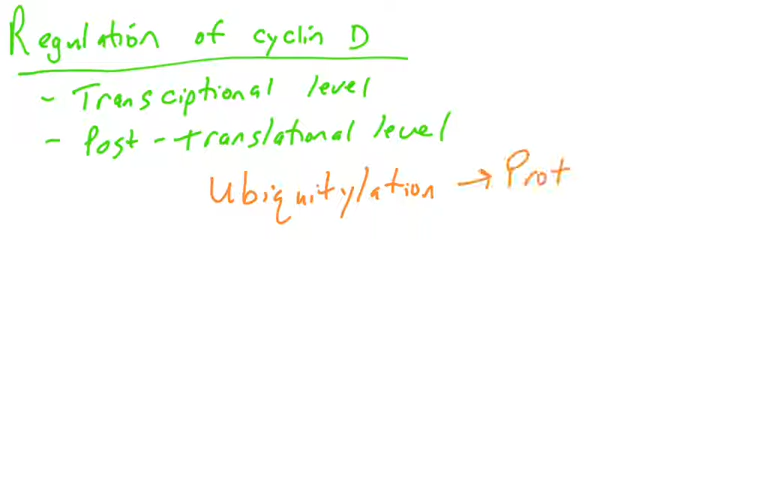 Regulation of cyclin D
- Transciptional level
- Post-translational level
Ubiquitylation → Prot